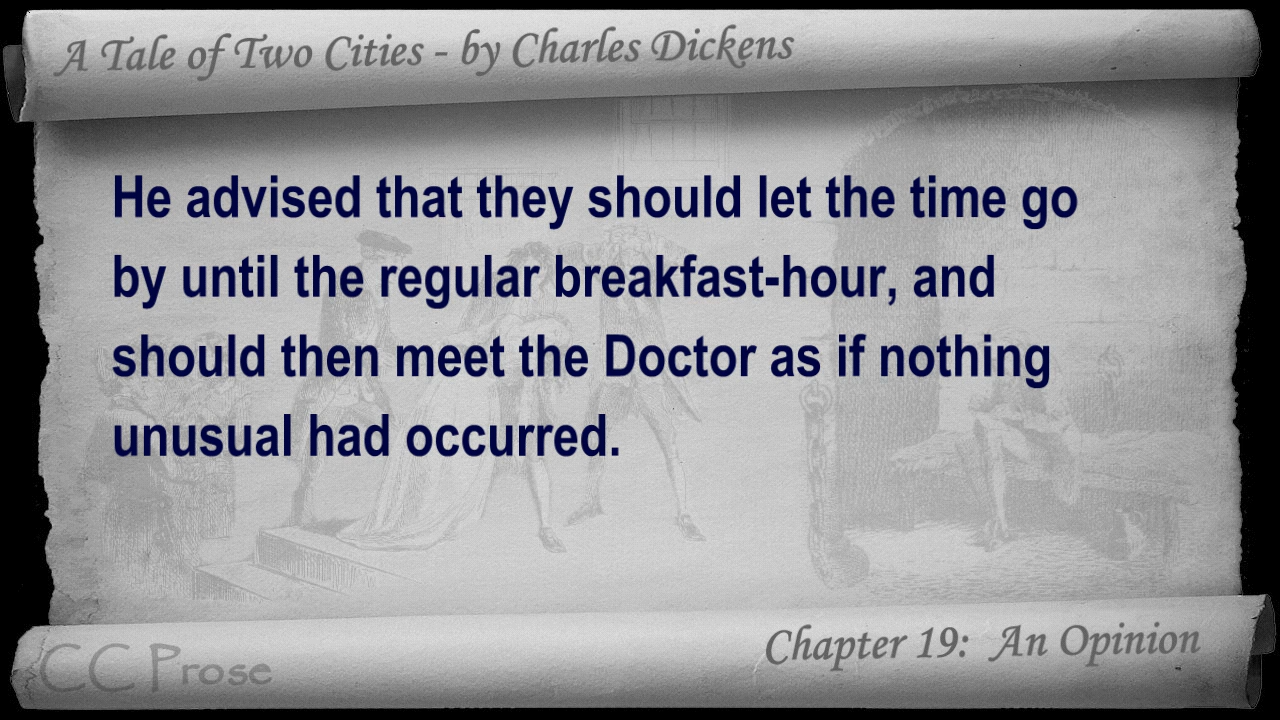 A Tale of Two Cities - by Charles Dickens
He advised that they should let the time go
by until the regular breakfast-hour, and
should then meet the Doctor as if nothing
unusual had occurred.
Chapter 19: An Opinion
CC Prose